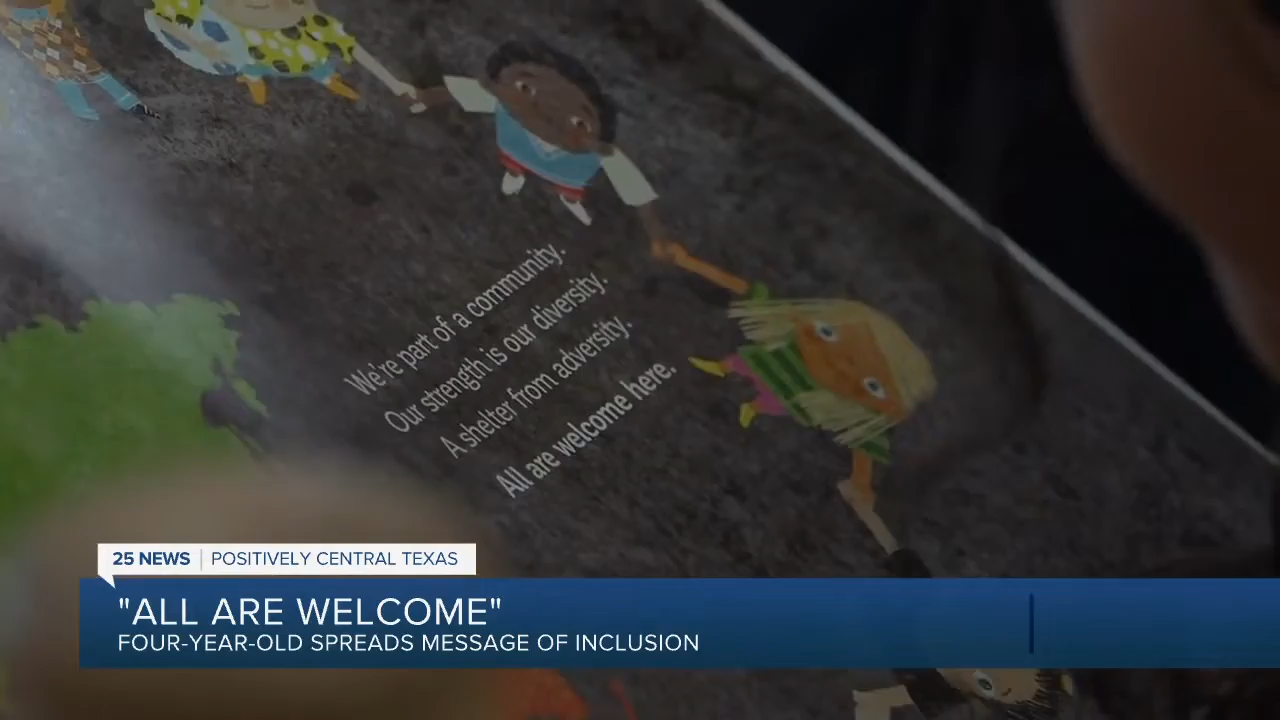 We're part of a community.
Our strength is our diversity.
A shelter from adversity.
All are welcome here.
25 NEWS POSITIVELY CENTRAL TEXAS
"ALL ARE WELCOME"
FOUR-YEAR-OLD SPREADS MESSAGE OF INCLUSION